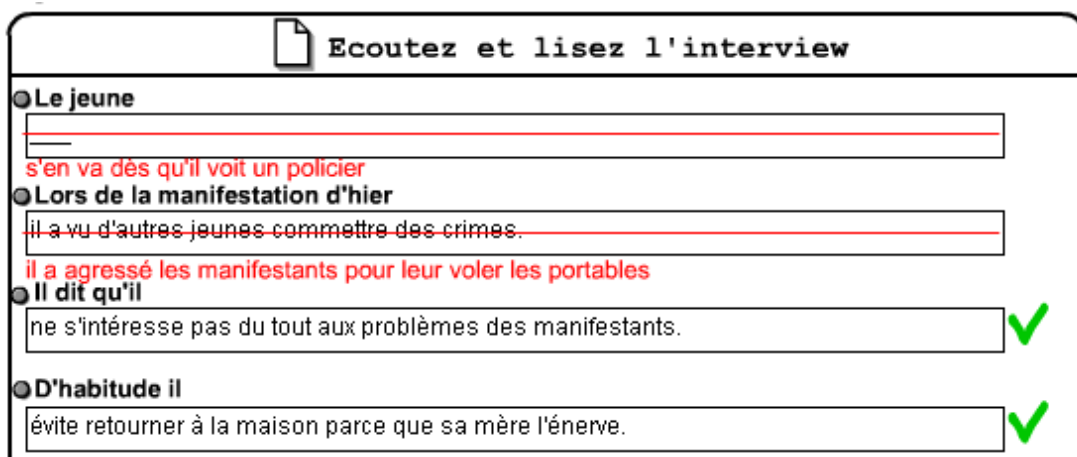 Ecoutez et lisez l'interview
Le jeune
____
s'en va dès qu'il voit un policier
Lors de la manifestation d'hier
il a vu d'autres jeunes commettre des crimes.
il a agressé les manifestants pour leur voler les portables
Il dit qu'il
ne s'intéresse pas du tout aux problèmes des manifestants.
D'habitude il
évite retourner à la maison parce que sa mère l'énerve.